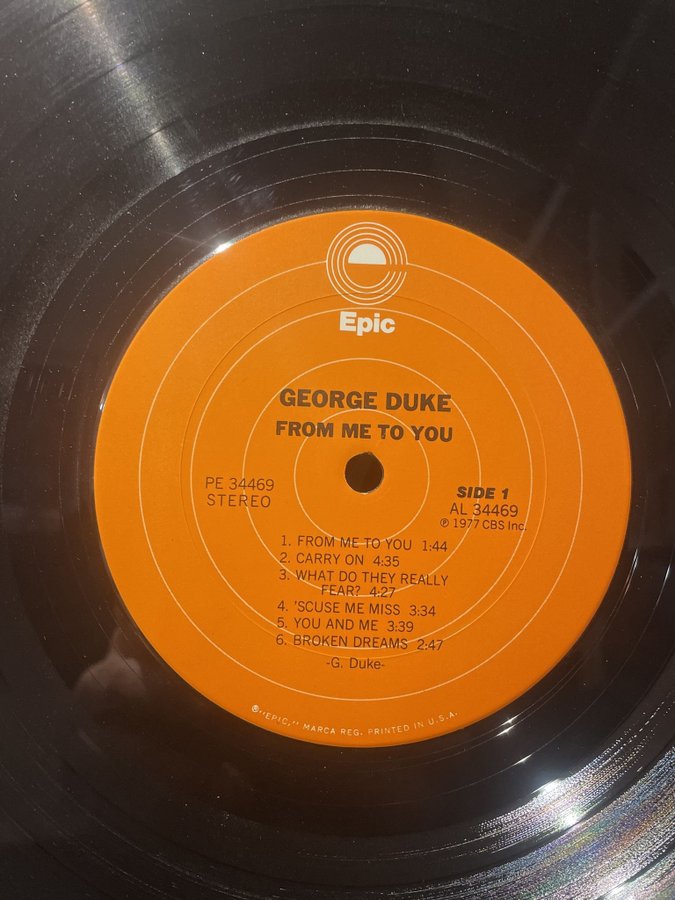 Epic
GEORGE DUKE
FROM ME TO YOU
PE 34469
STEREO
SIDE 1
AL 34469
℗ 1977 CBS Inc.
1. FROM ME TO YOU 1:44
2. CARRY ON 4:35
3. WHAT DO THEY REALLY
FEAR? 4:27
4. 'SCUSE ME MISS 3:34
5. YOU AND ME 3:39
6. BROKEN DREAMS 2:47
-G. Duke-
®"EPIC," MARCA REG. PRINTED IN U.S.A.